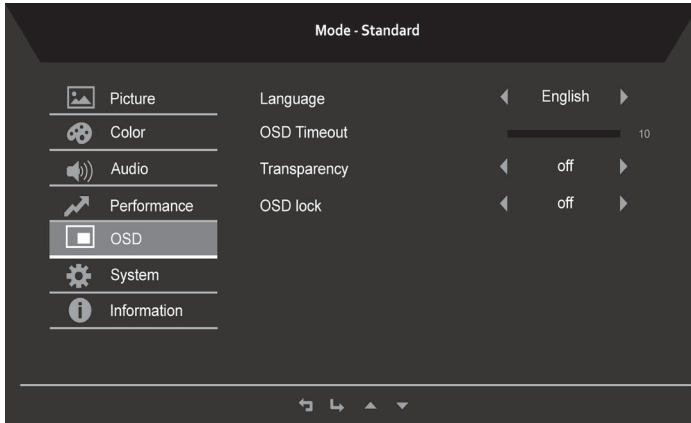 Mode - Standard
Picture
Color
Audio
Performance
OSD
System
Information
Language English
OSD Timeout 10
Transparency off
OSD lock off